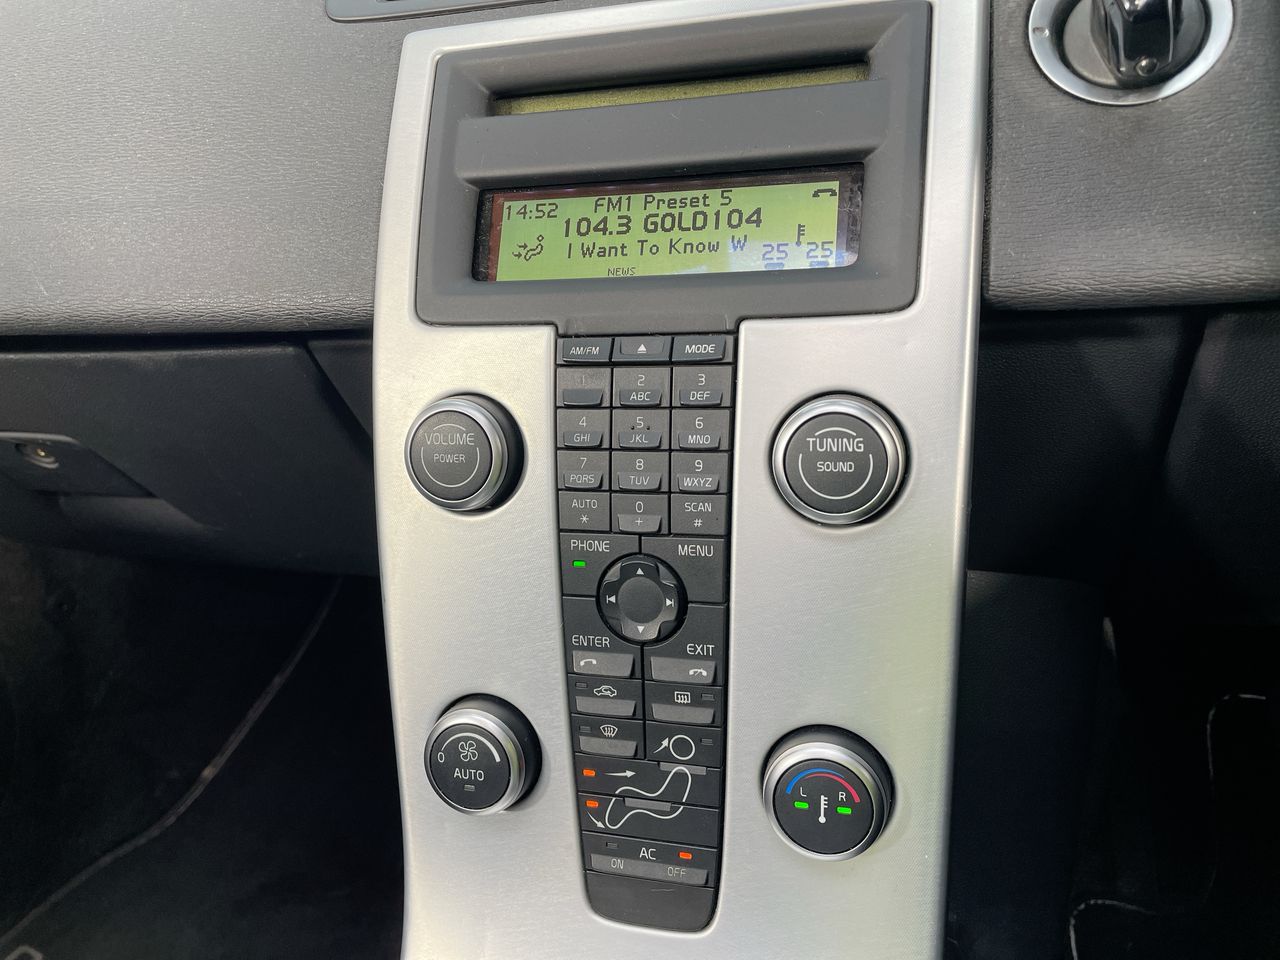 FM1 Preset 5
14:52
104.3 GOLD104
I Want To Know W
25 25
NEWS
AM/FM MODE
1 2 ABC 3 DEF
4 GHI 5 JKL 6 MNO
7 PQRS 8 TUV 9 WXYZ
AUTO * 0 + SCAN #
VOLUME
POWER
TUNING
SOUND
PHONE MENU
ENTER EXIT
0
AUTO
L R
AC
ON OFF